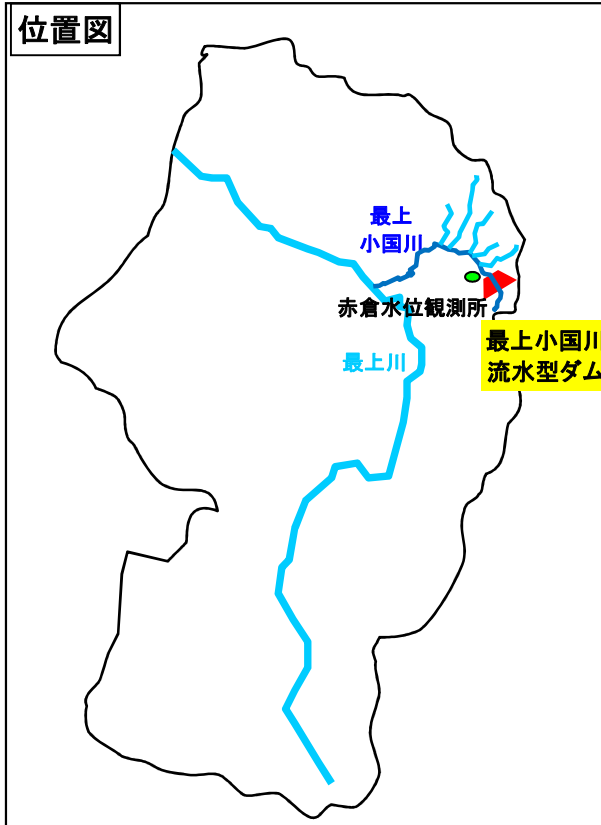 位置図
最上
小国川
赤倉水位観測所
最上小国川
流水型ダム
最上川